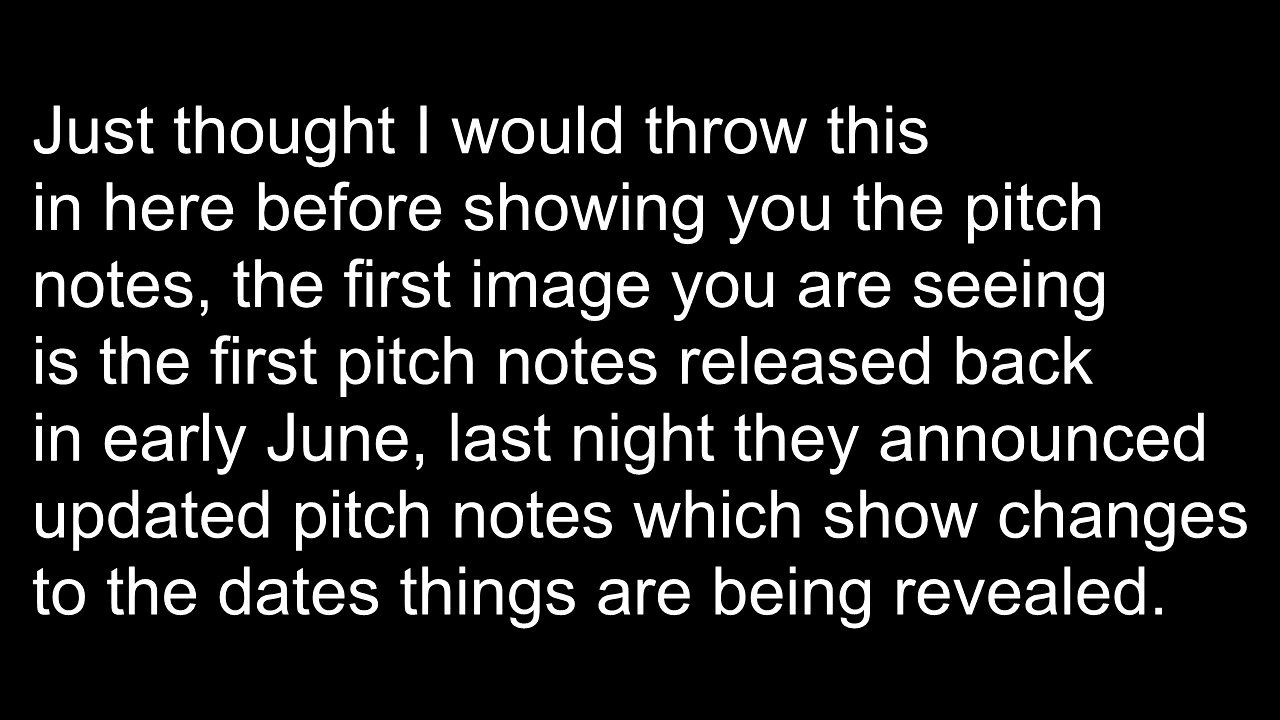 Just thought I would throw this
in here before showing you the pitch
notes, the first image you are seeing
is the first pitch notes released back
in early June, last night they announced
updated pitch notes which show changes
to the dates things are being revealed.